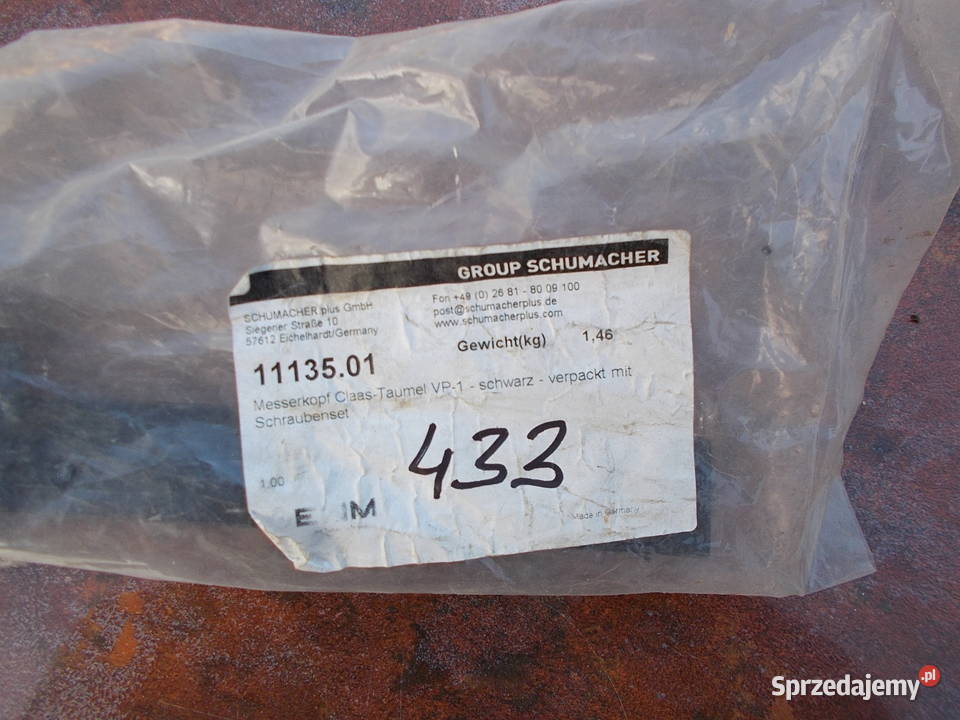 GROUP SCHUMACHER
SCHUMACHER plus GmbH
Siegener Straße 10
57612 Eichelhardt/Germany
Fon +49 (0) 26 81 - 80 09 100
post@schumacherplus.de
www.schumacherplus.com
Gewicht(kg) 1,46
11135.01
Messerkopf Claas-Taumel VP-1 - schwarz - verpackt mit
Schraubenset
433
1.00
Made in Germany
Sprzedajemy.pl